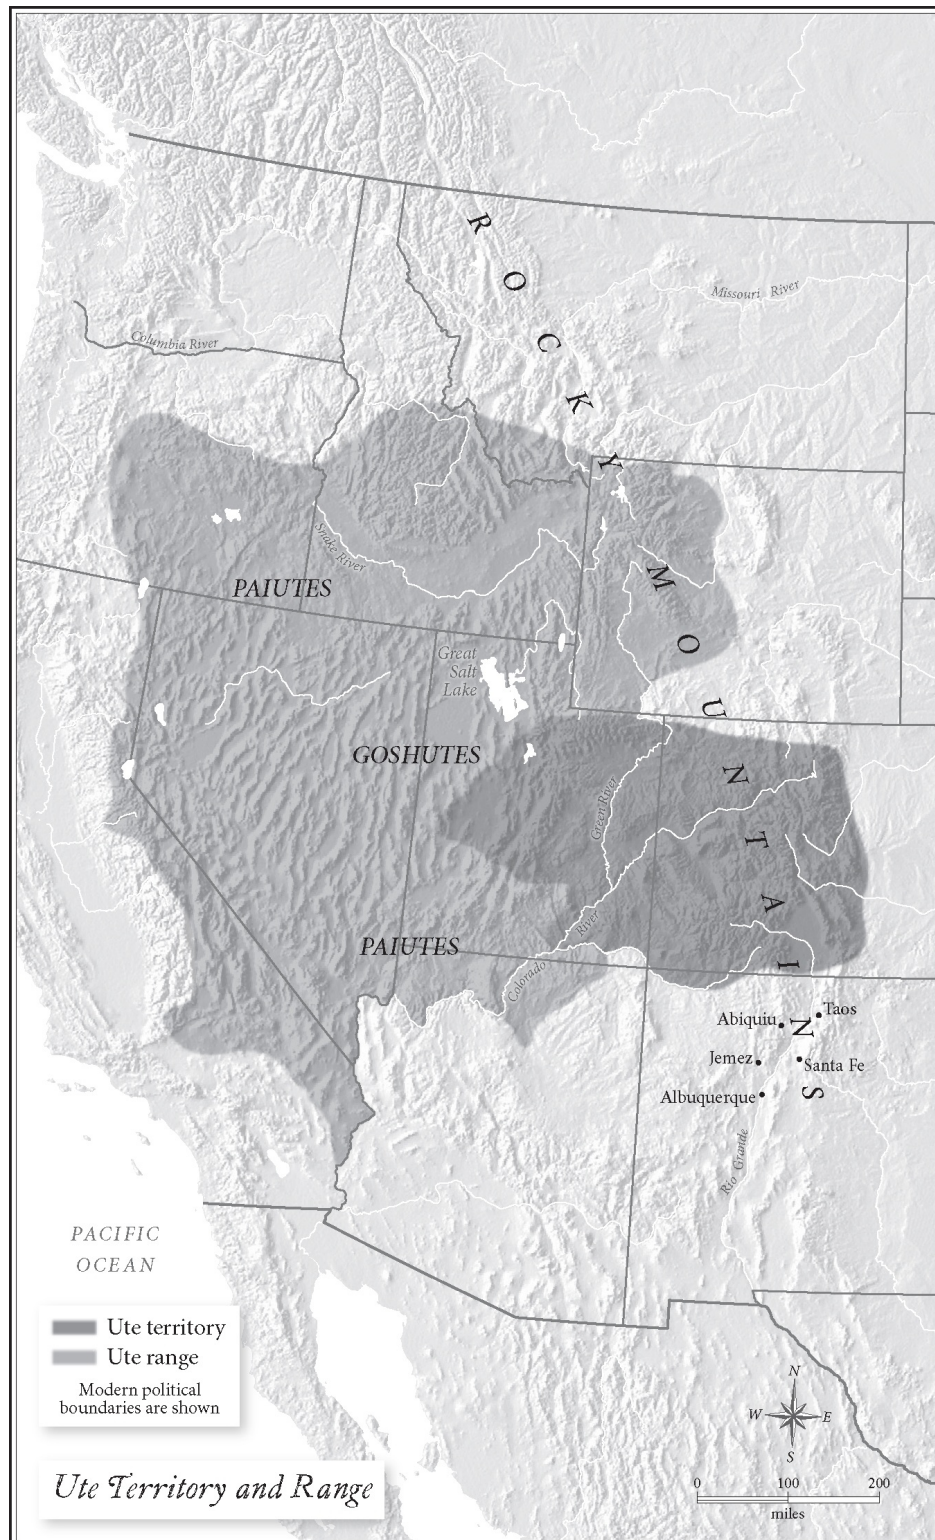 ROCKY MOUNTAINS
Missouri River
Columbia River
Snake River
PAIUTES
Great
Salt
Lake
GOSHUTES
Green River
PAIUTES
Colorado River
Abiquiu
Taos
Jemez
Santa Fe
Albuquerque
Rio Grande
PACIFIC
OCEAN
Ute territory
Ute range
Modern political
boundaries are shown
N
W E
S
Ute Territory and Range
0 100 200
miles